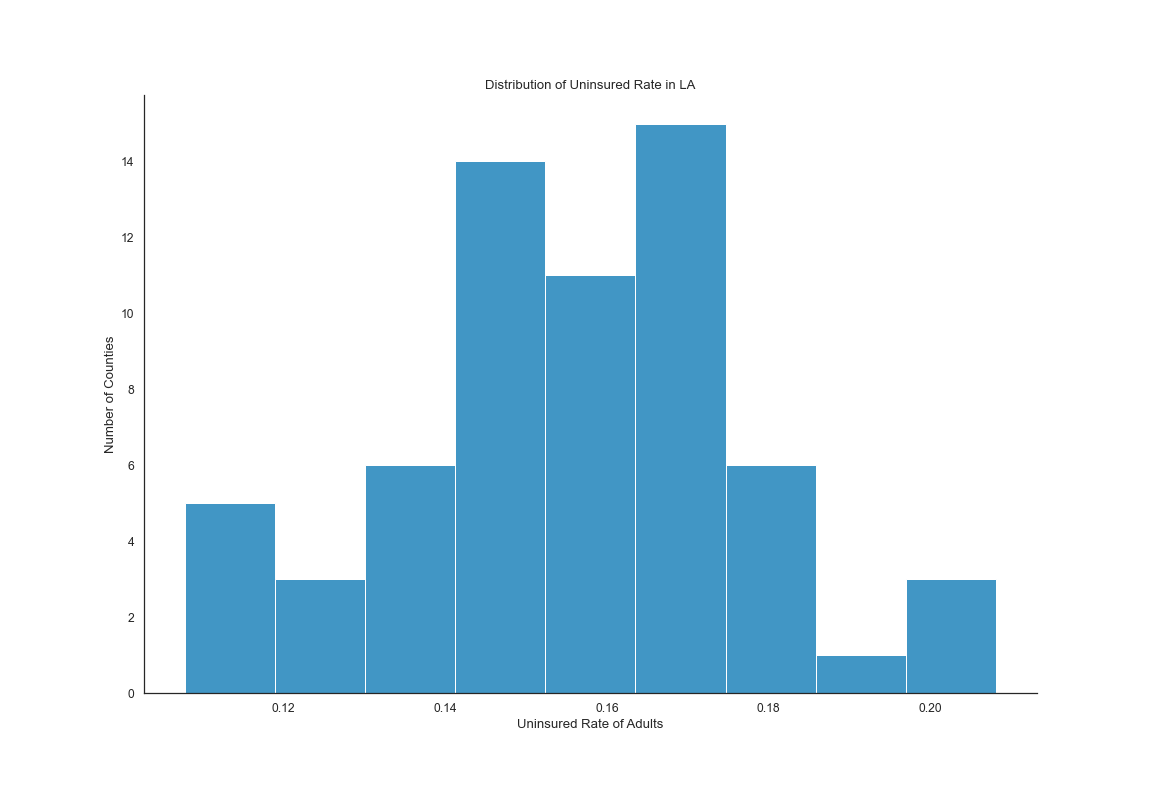 Distribution of Uninsured Rate in LA
Number of Counties
14
12
10
8
6
4
2
0
0.12 0.14 0.16 0.18 0.20
Uninsured Rate of Adults